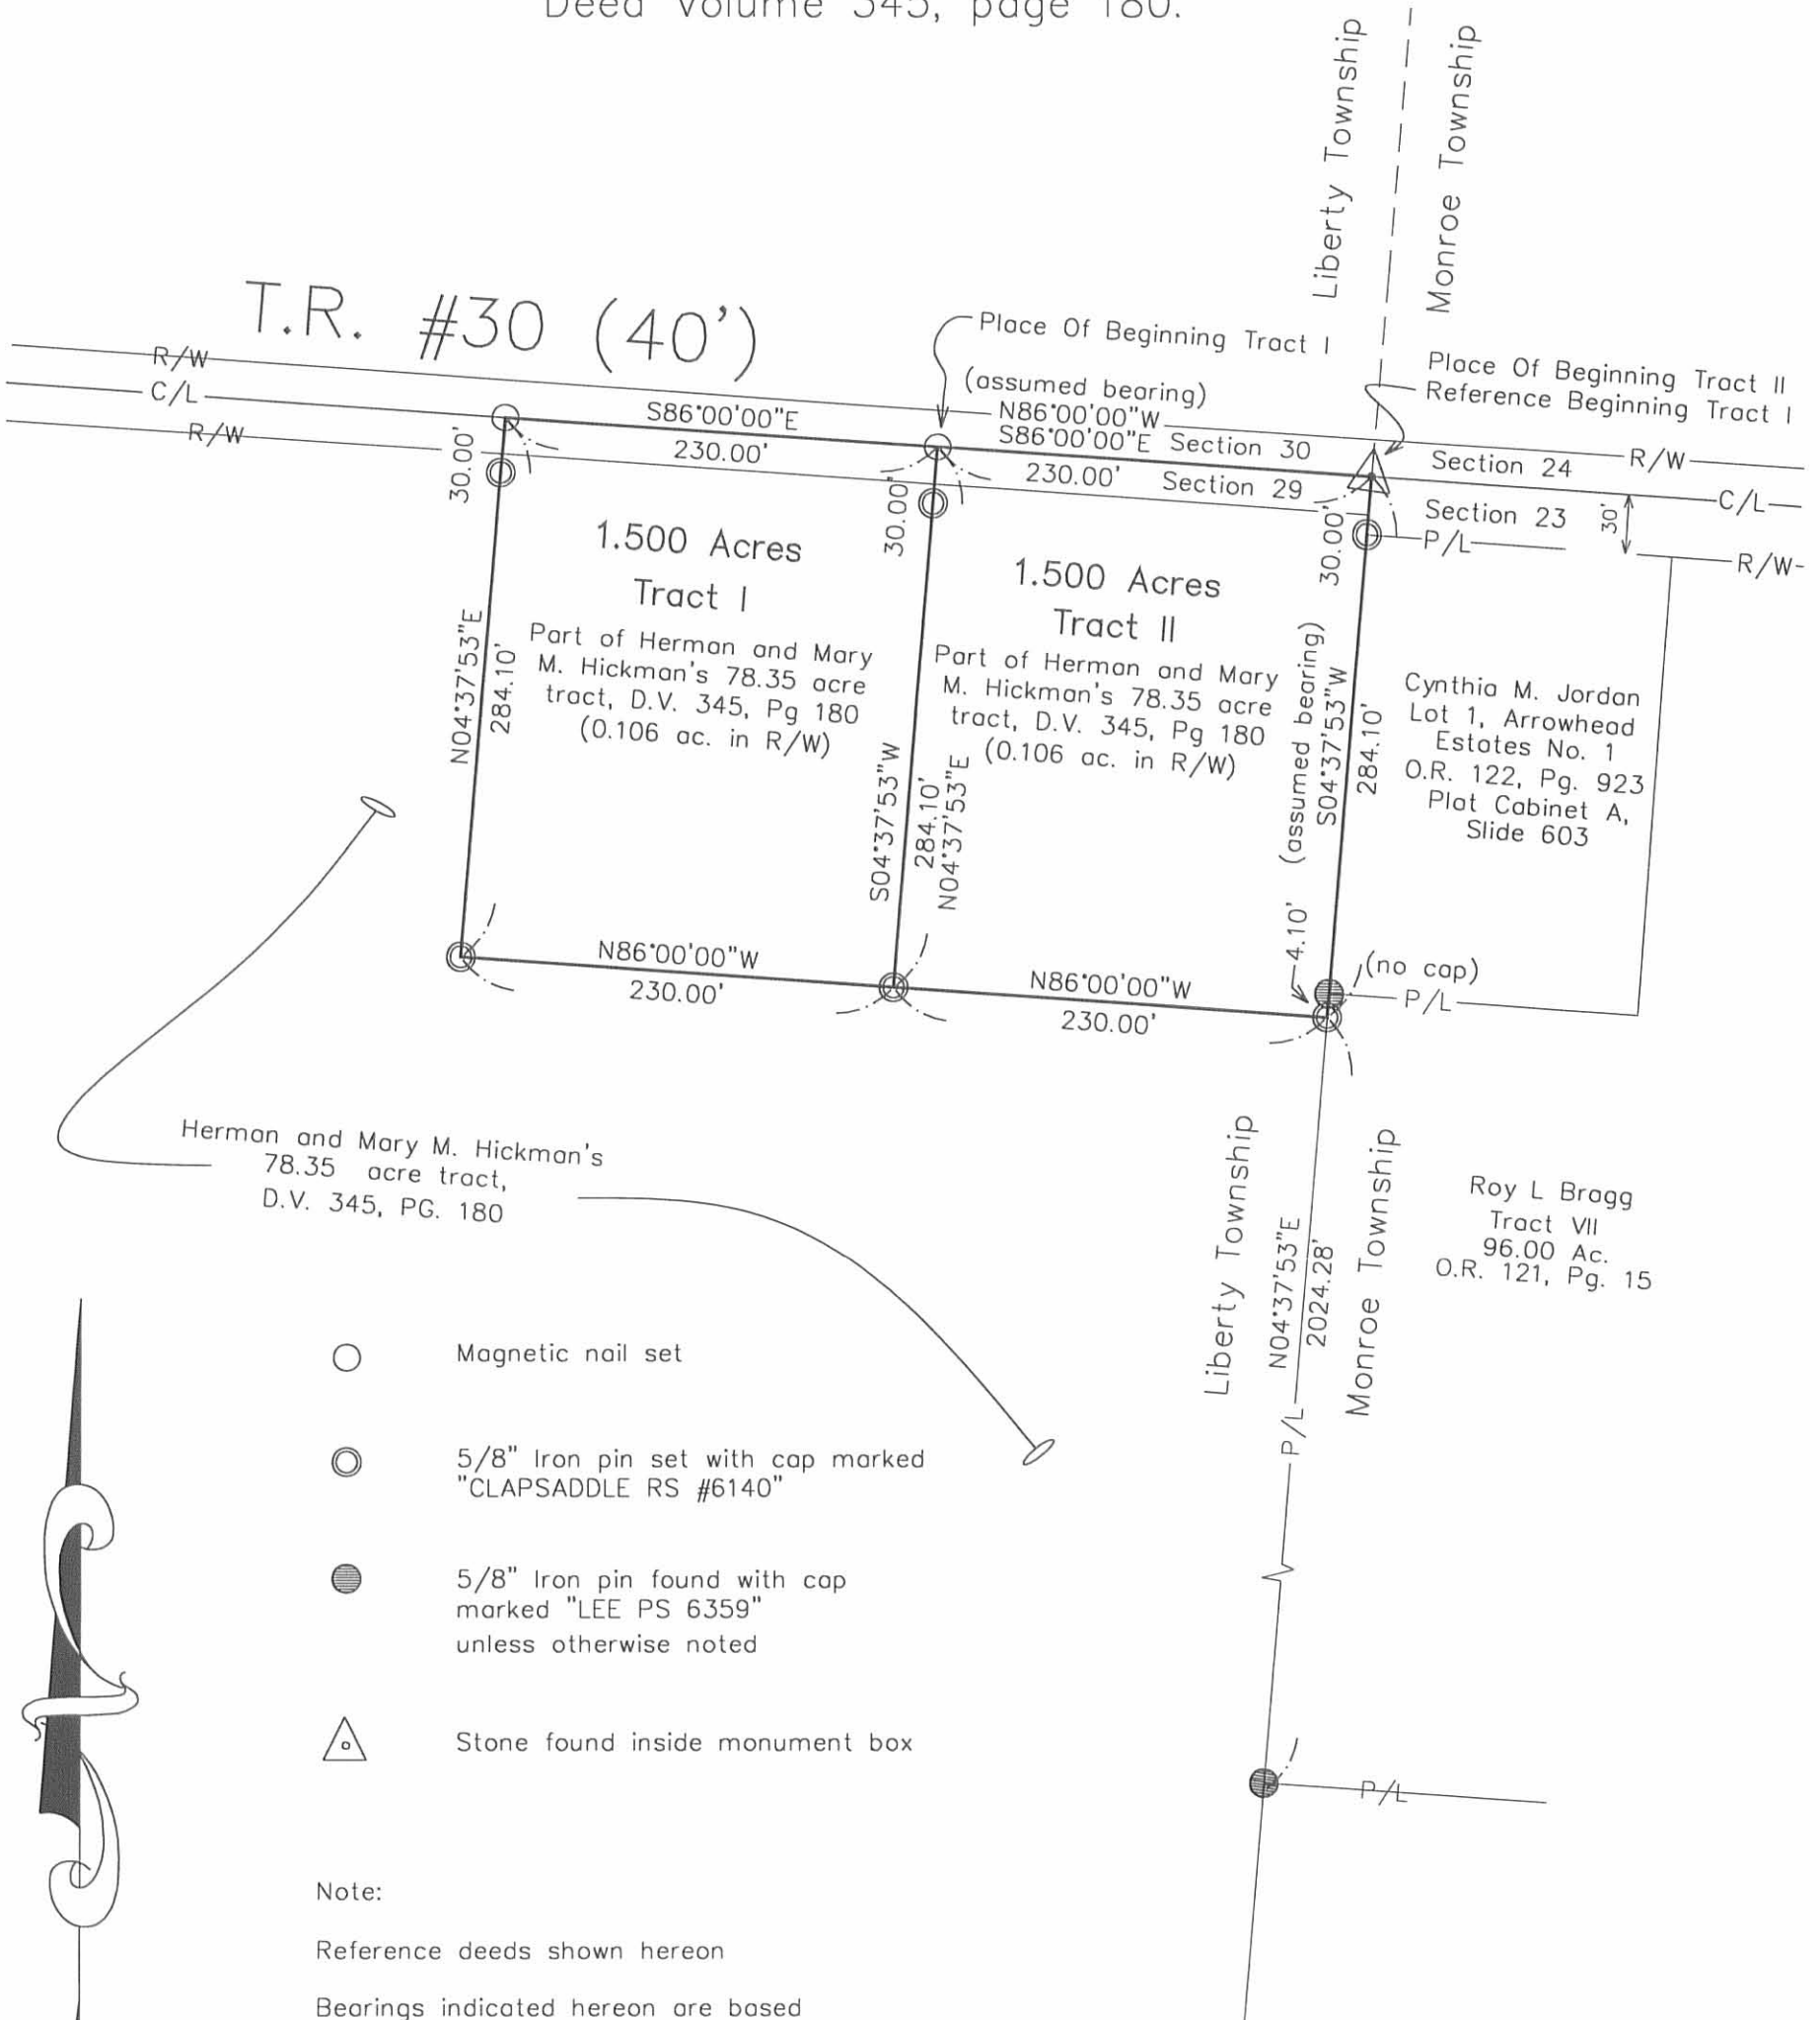 Deed Volume 345, page 180.
Liberty Township
Monroe Township
T.R. #30 (40')
Place Of Beginning Tract I
Place Of Beginning Tract II
Reference Beginning Tract I
(assumed bearing)
R/W
C/L
R/W
S86°00'00"E
230.00'
N86°00'00"W
S86°00'00"E Section 30
230.00' Section 29
Section 24
R/W
C/L
Section 23
30'
P/L
R/W
30.00'
30.00'
30.00'
1.500 Acres
Tract I
Part of Herman and Mary
M. Hickman's 78.35 acre
tract, D.V. 345, Pg 180
(0.106 ac. in R/W)
1.500 Acres
Tract II
Part of Herman and Mary
M. Hickman's 78.35 acre
tract, D.V. 345, Pg 180
(0.106 ac. in R/W)
Cynthia M. Jordan
Lot 1, Arrowhead
Estates No. 1
O.R. 122, Pg. 923
Plat Cabinet A,
Slide 603
N04°37'53"E
284.10'
S04°37'53"W
284.10'
N04°37'53"E
(assumed bearing)
S04°37'53"W
284.10'
4.10'
N86°00'00"W
230.00'
N86°00'00"W
230.00'
(no cap)
P/L
Herman and Mary M. Hickman's
78.35 acre tract,
D.V. 345, PG. 180
Liberty Township
N04°37'53"E
2024.28'
Monroe Township
P/L
Roy L Bragg
Tract VII
96.00 Ac.
O.R. 121, Pg. 15
Magnetic nail set
5/8" Iron pin set with cap marked
"CLAPSADDLE RS #6140"
5/8" Iron pin found with cap
marked "LEE PS 6359"
unless otherwise noted
Stone found inside monument box
P/L
Note:
Reference deeds shown hereon
Bearings indicated hereon are based